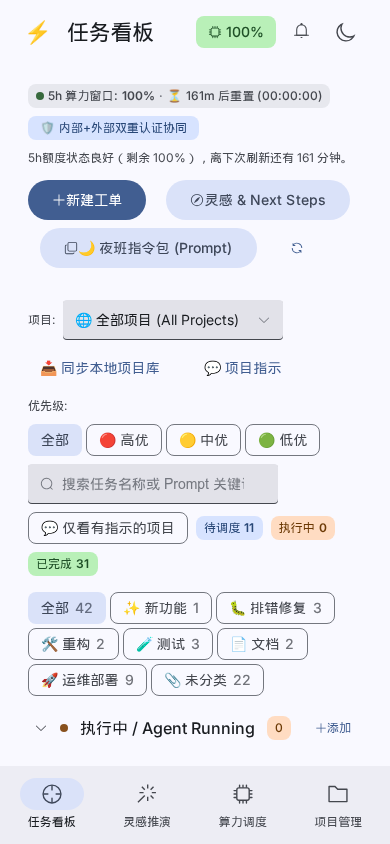 ⚡ 任务看板 100%
5h 算力窗口: 100% · ⏳ 161m 后重置 (00:00:00)
🛡️ 内部+外部双重认证协同
5h额度状态良好（剩余 100%），离下次刷新还有 161 分钟。
+新建工单 灵感 & Next Steps
🌙 夜班指令包 (Prompt)
项目: 🌐 全部项目 (All Projects)
📥 同步本地项目库 💬 项目指示
优先级:
全部 🔴 高优 🟡 中优 🟢 低优
搜索任务名称或 Prompt 关键
💬 仅看有指示的项目 待调度 11 执行中 0
已完成 31
全部 42 ✨ 新功能 1 🐛 排错修复 3
🛠️ 重构 2 🧪 测试 3 📄 文档 2
🚀 运维部署 9 📎 未分类 22
执行中 / Agent Running 0 +添加
任务看板 灵感推演 算力调度 项目管理